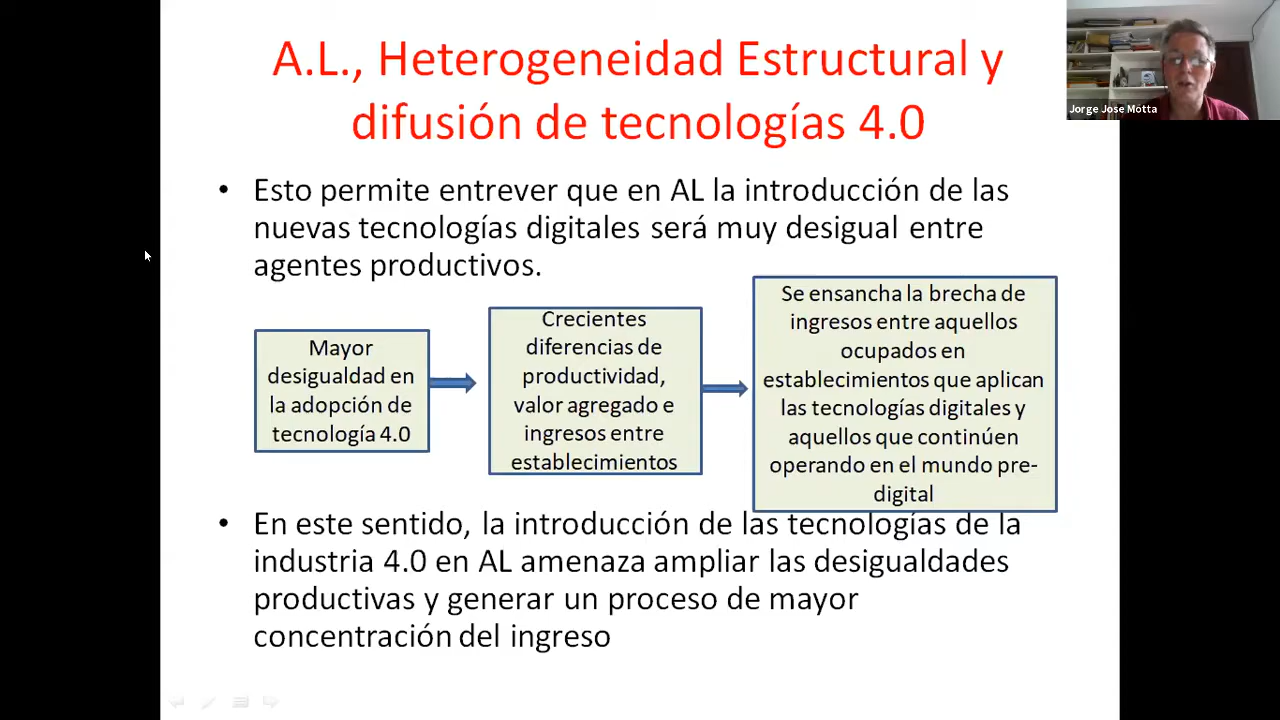 A.L., Heterogeneidad Estructural y
difusión de tecnologías 4.0
Jorge Jose Motta
• Esto permite entrever que en AL la introducción de las
nuevas tecnologías digitales será muy desigual entre
agentes productivos.
Mayor
desigualdad en
la adopción de
tecnología 4.0
Crecientes
diferencias de
productividad,
valor agregado e
ingresos entre
establecimientos
Se ensancha la brecha de
ingresos entre aquellos
ocupados en
establecimientos que aplican
las tecnologías digitales y
aquellos que continúen
operando en el mundo pre-
digital
• En este sentido, la introducción de las tecnologías de la
industria 4.0 en AL amenaza ampliar las desigualdades
productivas y generar un proceso de mayor
concentración del ingreso